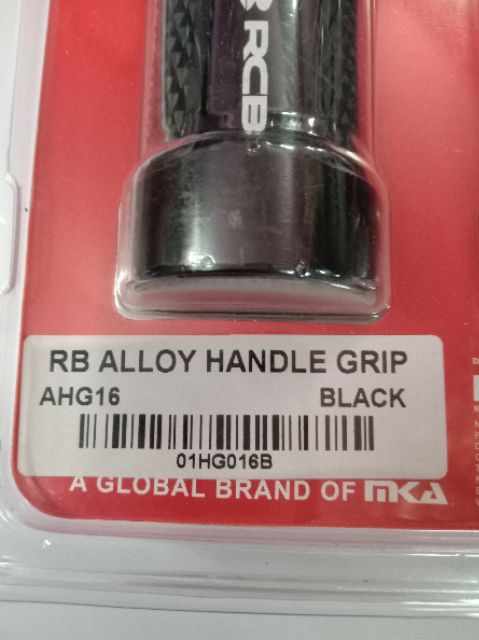 RCB
RB ALLOY HANDLE GRIP
AHG16 BLACK
01HG016B
A GLOBAL BRAND OF MKA